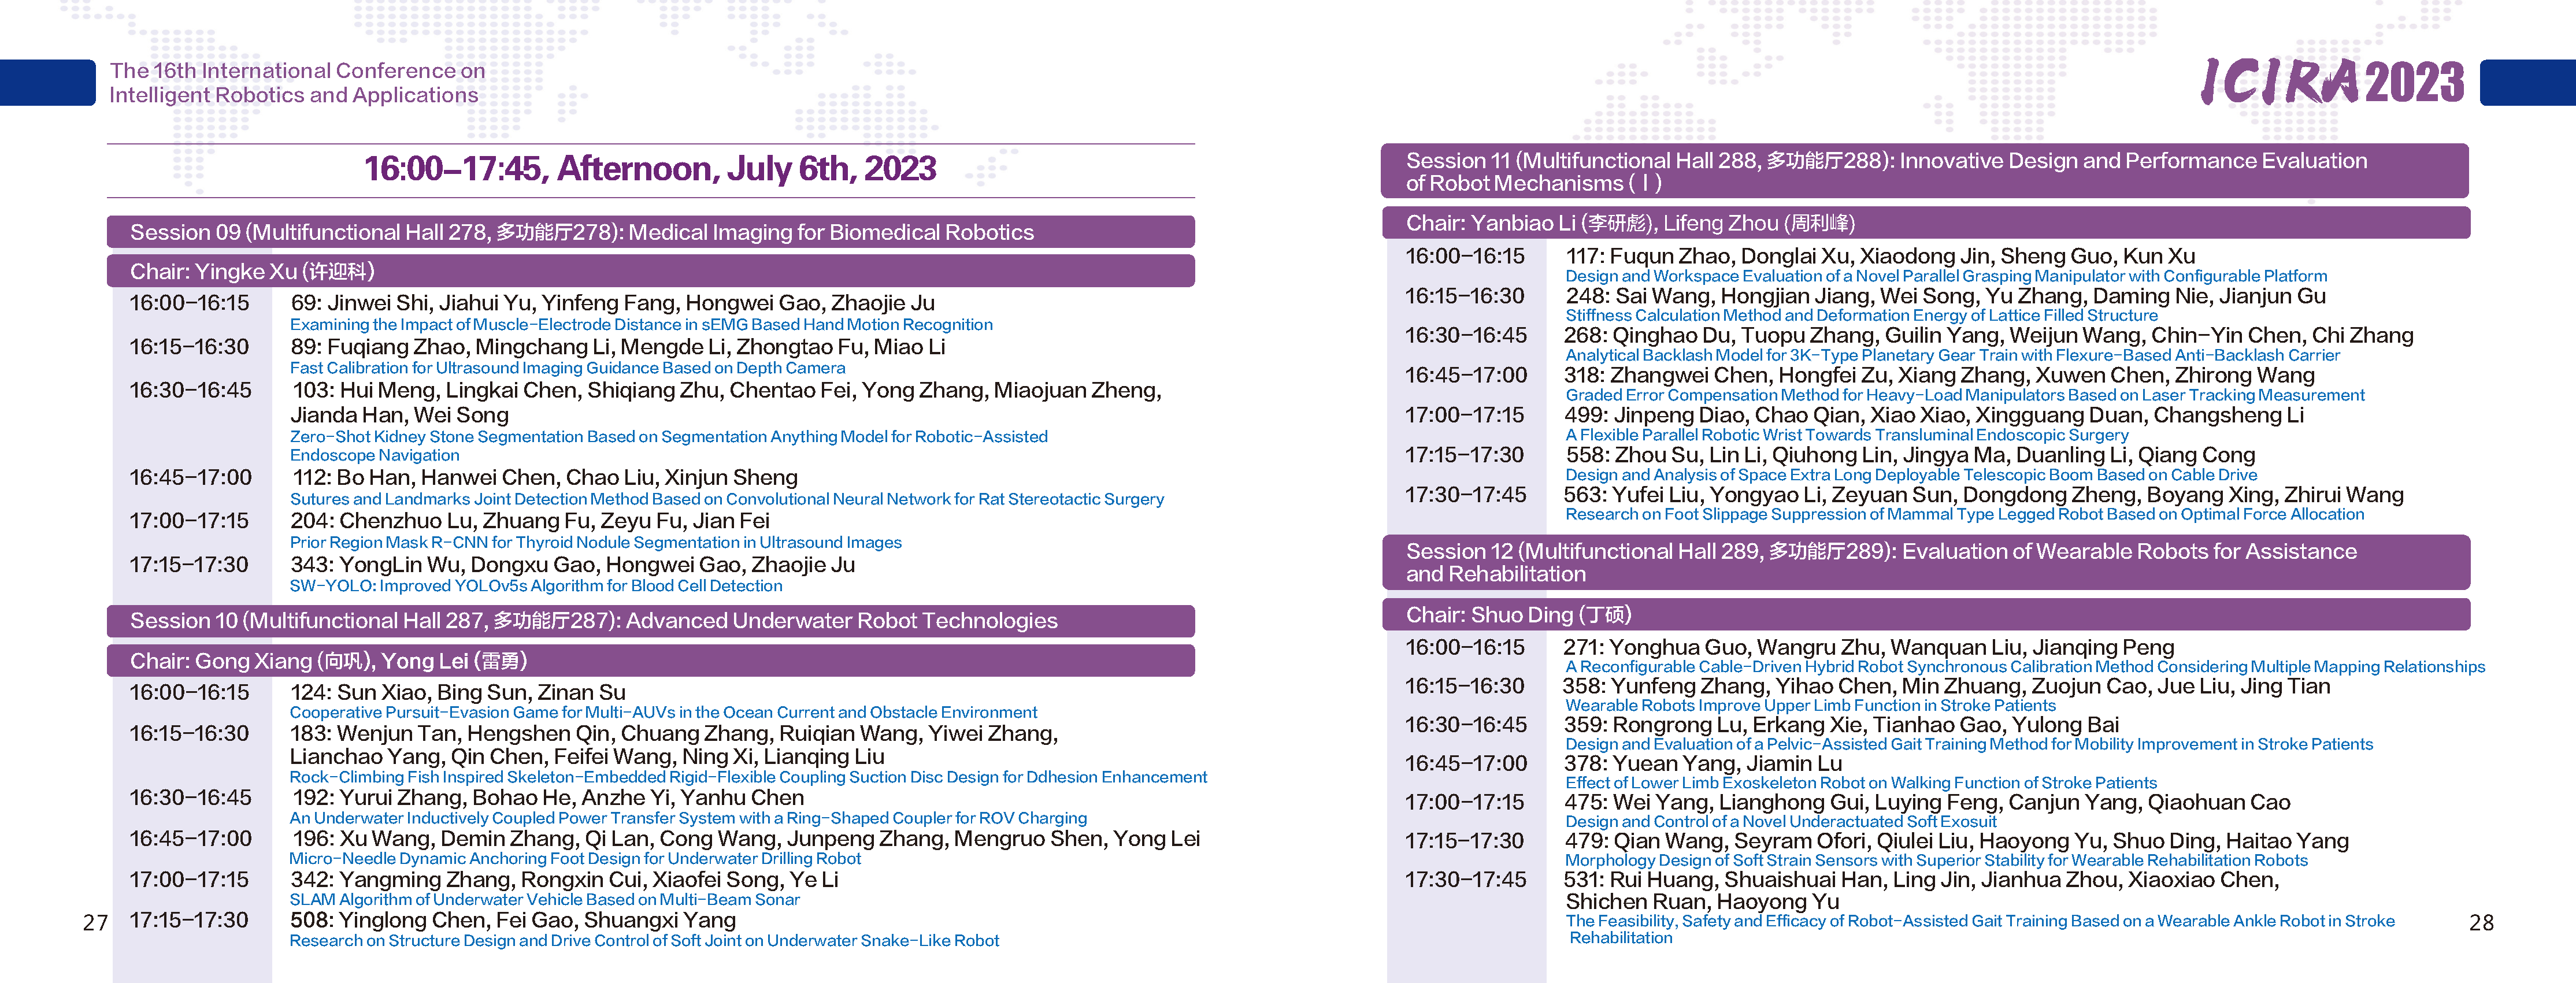 The 16th International Conference on
Intelligent Robotics and Applications
16:00–17:45, Afternoon, July 6th, 2023
Session 09 (Multifunctional Hall 278, 多功能厅278): Medical Imaging for Biomedical Robotics
Chair: Yingke Xu (许迎科)
16:00–16:15 69: Jinwei Shi, Jiahui Yu, Yinfeng Fang, Hongwei Gao, Zhaojie Ju
Examining the Impact of Muscle-Electrode Distance in sEMG Based Hand Motion Recognition
16:15–16:30 89: Fuqiang Zhao, Mingchang Li, Mengde Li, Zhongtao Fu, Miao Li
Fast Calibration for Ultrasound Imaging Guidance Based on Depth Camera
16:30–16:45 103: Hui Meng, Lingkai Chen, Shiqiang Zhu, Chentao Fei, Yong Zhang, Miaojuan Zheng,
Jianda Han, Wei Song
Zero-Shot Kidney Stone Segmentation Based on Segmentation Anything Model for Robotic-Assisted
Endoscope Navigation
16:45–17:00 112: Bo Han, Hanwei Chen, Chao Liu, Xinjun Sheng
Sutures and Landmarks Joint Detection Method Based on Convolutional Neural Network for Rat Stereotactic Surgery
17:00–17:15 204: Chenzhuo Lu, Zhuang Fu, Zeyu Fu, Jian Fei
Prior Region Mask R-CNN for Thyroid Nodule Segmentation in Ultrasound Images
17:15–17:30 343: YongLin Wu, Dongxu Gao, Hongwei Gao, Zhaojie Ju
SW-YOLO: Improved YOLOv5s Algorithm for Blood Cell Detection
Session 10 (Multifunctional Hall 287, 多功能厅287): Advanced Underwater Robot Technologies
Chair: Gong Xiang (向巩), Yong Lei (雷勇)
16:00–16:15 124: Sun Xiao, Bing Sun, Zinan Su
Cooperative Pursuit-Evasion Game for Multi-AUVs in the Ocean Current and Obstacle Environment
16:15–16:30 183: Wenjun Tan, Hengshen Qin, Chuang Zhang, Ruiqian Wang, Yiwei Zhang,
Lianchao Yang, Qin Chen, Feifei Wang, Ning Xi, Lianqing Liu
Rock-Climbing Fish Inspired Skeleton-Embedded Rigid-Flexible Coupling Suction Disc Design for Ddhesion Enhancement
16:30–16:45 192: Yurui Zhang, Bohao He, Anzhe Yi, Yanhu Chen
An Underwater Inductively Coupled Power Transfer System with a Ring-Shaped Coupler for ROV Charging
16:45–17:00 196: Xu Wang, Demin Zhang, Qi Lan, Cong Wang, Junpeng Zhang, Mengruo Shen, Yong Lei
Micro-Needle Dynamic Anchoring Foot Design for Underwater Drilling Robot
17:00–17:15 342: Yangming Zhang, Rongxin Cui, Xiaofei Song, Ye Li
SLAM Algorithm of Underwater Vehicle Based on Multi-Beam Sonar
17:15–17:30 508: Yinglong Chen, Fei Gao, Shuangxi Yang
Research on Structure Design and Drive Control of Soft Joint on Underwater Snake-Like Robot
27
ICIRA 2023
Session 11 (Multifunctional Hall 288, 多功能厅288): Innovative Design and Performance Evaluation
of Robot Mechanisms (Ⅰ)
Chair: Yanbiao Li (李研彪), Lifeng Zhou (周利峰)
16:00–16:15 117: Fuqun Zhao, Donglai Xu, Xiaodong Jin, Sheng Guo, Kun Xu
Design and Workspace Evaluation of a Novel Parallel Grasping Manipulator with Configurable Platform
16:15–16:30 248: Sai Wang, Hongjian Jiang, Wei Song, Yu Zhang, Daming Nie, Jianjun Gu
Stiffness Calculation Method and Deformation Energy of Lattice Filled Structure
16:30–16:45 268: Qinghao Du, Tuopu Zhang, Guilin Yang, Weijun Wang, Chin-Yin Chen, Chi Zhang
Analytical Backlash Model for 3K-Type Planetary Gear Train with Flexure-Based Anti-Backlash Carrier
16:45–17:00 318: Zhangwei Chen, Hongfei Zu, Xiang Zhang, Xuwen Chen, Zhirong Wang
Graded Error Compensation Method for Heavy-Load Manipulators Based on Laser Tracking Measurement
17:00–17:15 499: Jinpeng Diao, Chao Qian, Xiao Xiao, Xingguang Duan, Changsheng Li
A Flexible Parallel Robotic Wrist Towards Transluminal Endoscopic Surgery
17:15–17:30 558: Zhou Su, Lin Li, Qiuhong Lin, Jingya Ma, Duanling Li, Qiang Cong
Design and Analysis of Space Extra Long Deployable Telescopic Boom Based on Cable Drive
17:30–17:45 563: Yufei Liu, Yongyao Li, Zeyuan Sun, Dongdong Zheng, Boyang Xing, Zhirui Wang
Research on Foot Slippage Suppression of Mammal Type Legged Robot Based on Optimal Force Allocation
Session 12 (Multifunctional Hall 289, 多功能厅289): Evaluation of Wearable Robots for Assistance
and Rehabilitation
Chair: Shuo Ding (丁硕)
16:00–16:15 271: Yonghua Guo, Wangru Zhu, Wanquan Liu, Jianqing Peng
A Reconfigurable Cable-Driven Hybrid Robot Synchronous Calibration Method Considering Multiple Mapping Relationships
16:15–16:30 358: Yunfeng Zhang, Yihao Chen, Min Zhuang, Zuojun Cao, Jue Liu, Jing Tian
Wearable Robots Improve Upper Limb Function in Stroke Patients
16:30–16:45 359: Rongrong Lu, Erkang Xie, Tianhao Gao, Yulong Bai
Design and Evaluation of a Pelvic-Assisted Gait Training Method for Mobility Improvement in Stroke Patients
16:45–17:00 378: Yuean Yang, Jiamin Lu
Effect of Lower Limb Exoskeleton Robot on Walking Function of Stroke Patients
17:00–17:15 475: Wei Yang, Lianghong Gui, Luying Feng, Canjun Yang, Qiaohuan Cao
Design and Control of a Novel Underactuated Soft Exosuit
17:15–17:30 479: Qian Wang, Seyram Ofori, Qiulei Liu, Haoyong Yu, Shuo Ding, Haitao Yang
Morphology Design of Soft Strain Sensors with Superior Stability for Wearable Rehabilitation Robots
17:30–17:45 531: Rui Huang, Shuaishuai Han, Ling Jin, Jianhua Zhou, Xiaoxiao Chen,
Shichen Ruan, Haoyong Yu
The Feasibility, Safety and Efficacy of Robot-Assisted Gait Training Based on a Wearable Ankle Robot in Stroke
Rehabilitation
28